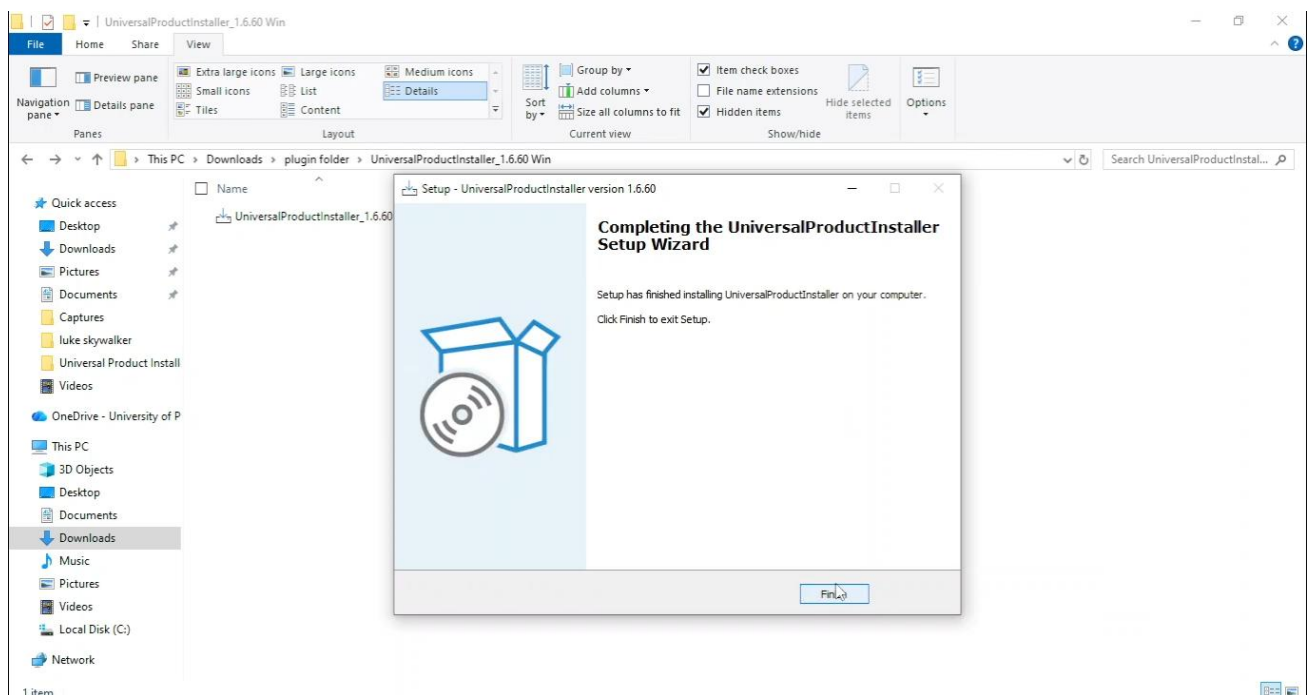 UniversalProductInstaller_1.6.60 Win
File Home Share View
Preview pane
Navigation pane
Details pane
Panes
Extra large icons Large icons Medium icons
Small icons List Details
Tiles Content
Layout
Sort by
Group by
Add columns
Size all columns to fit
Current view
Item check boxes
File name extensions
Hidden items
Hide selected items
Show/hide
Options
This PC > Downloads > plugin folder > UniversalProductInstaller_1.6.60 Win
Search UniversalProductInstal...
Name
UniversalProductInstaller_1.6.60
Quick access
Desktop
Downloads
Pictures
Documents
Captures
luke skywalker
Universal Product Install
Videos
OneDrive - University of P
This PC
3D Objects
Desktop
Documents
Downloads
Music
Pictures
Videos
Local Disk (C:)
Network
1 item
Setup - UniversalProductInstaller version 1.6.60
Completing the UniversalProductInstaller
Setup Wizard
Setup has finished installing UniversalProductInstaller on your computer.
Click Finish to exit Setup.